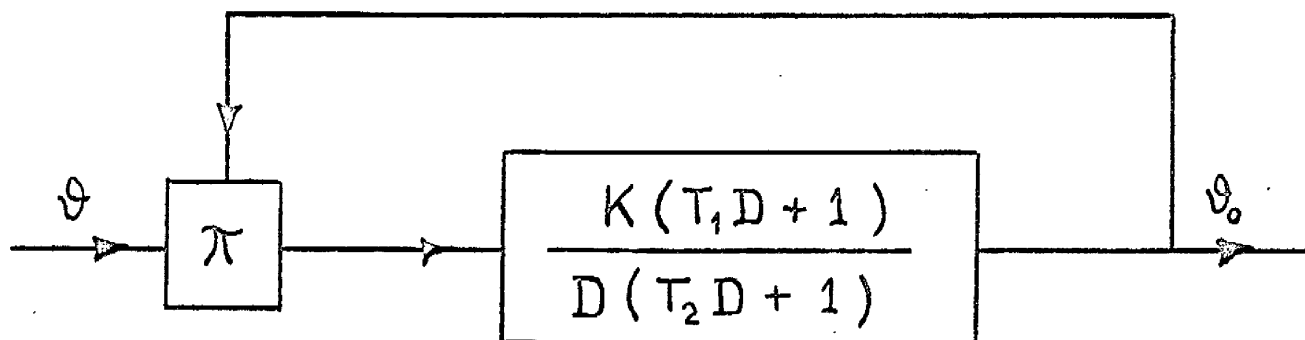 ϑ
π
K(T₁D + 1)
D(T₂D + 1)
ϑ₀